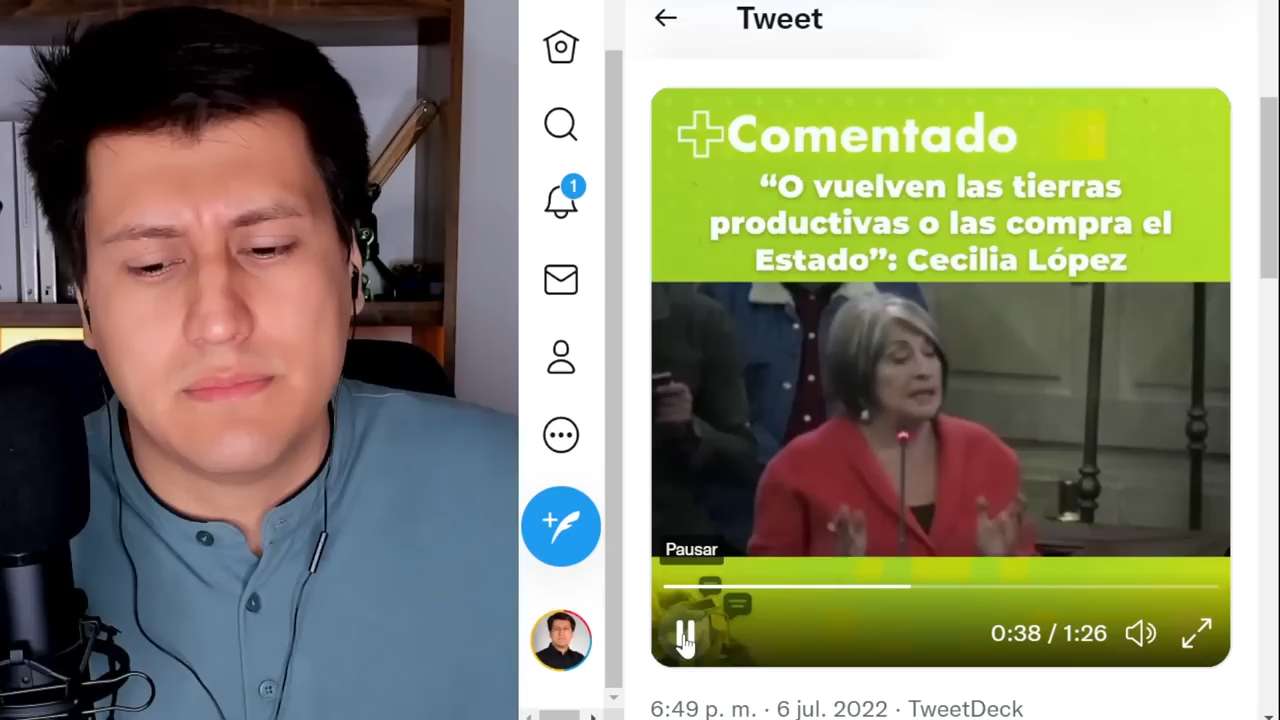 Tweet
1
Comentado
“O vuelven las tierras
productivas o las compra el
Estado”: Cecilia López
Pausar
0:38 / 1:26
6:49 p. m. · 6 jul. 2022 · TweetDeck